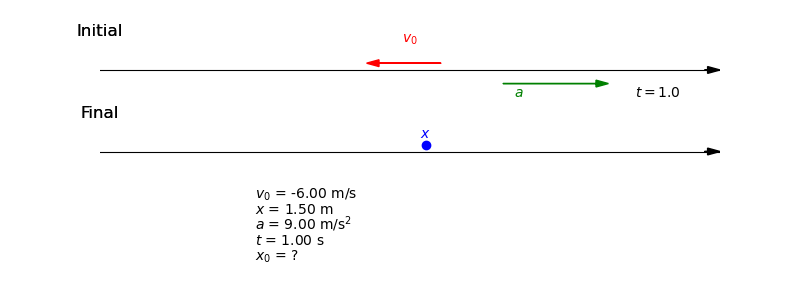 Initial
v₀
a
t = 1.0
Final
x
v₀ = -6.00 m/s
x = 1.50 m
a = 9.00 m/s²
t = 1.00 s
x₀ = ?